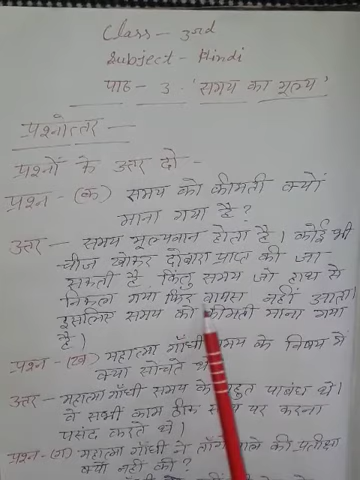 Class - 3rd
Subject - Hindi
पाठ - 3. 'समय का मूल्य'
प्रश्नोत्तर —
प्रश्नों के उत्तर दो -
प्रश्न - (क) समय को कीमती क्यों
माना गया है?
उत्तर - समय मूल्यवान होता है। कोई भी
चीज खोकर दोबारा प्राप्त की जा
सकती है किंतु समय जो हाथ से
निकल गया फिर वापस नहीं आता।
इसलिए समय को कीमती माना गया
है।
प्रश्न - (ख) महात्मा गाँधी समय के विषय में
क्या सोचते थे
उत्तर - महात्मा गाँधी समय के बहुत पाबंद थे।
वे सभी काम ठीक समय पर करना
पसंद करते थे।
प्रश्न - (ग) महात्मा गाँधी ने ताँगे वाले की प्रतीक्षा
क्यों नहीं की?